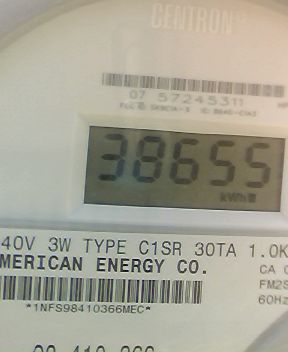 CENTRON®
07 57245311
38655
kWh
40V 3W TYPE C1SR 30TA 1.0K
MERICAN ENERGY CO.
CA
FM2S
60Hz
*1NFS98410366MEC*